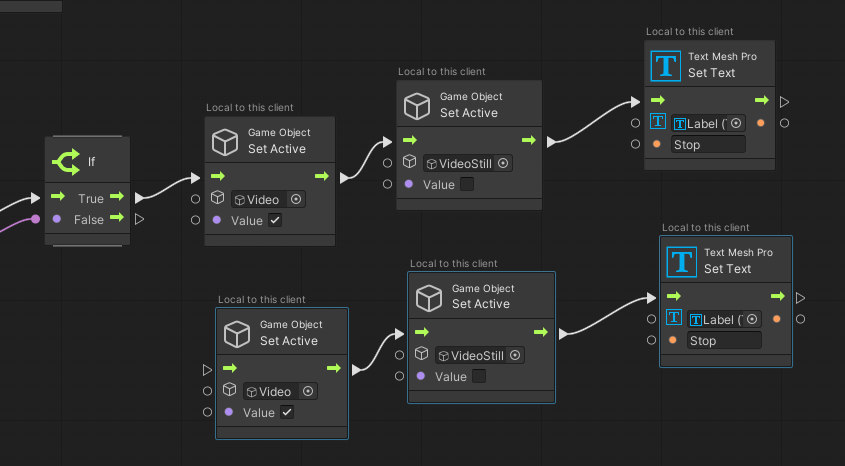 Local to this client
Text Mesh Pro
Set Text
Label (
Stop
Local to this client
Game Object
Set Active
VideoStill
Value
Local to this client
Game Object
Set Active
Video
Value
If
True
False
Local to this client
Text Mesh Pro
Set Text
Label (
Stop
Local to this client
Game Object
Set Active
VideoStill
Value
Local to this client
Game Object
Set Active
Video
Value